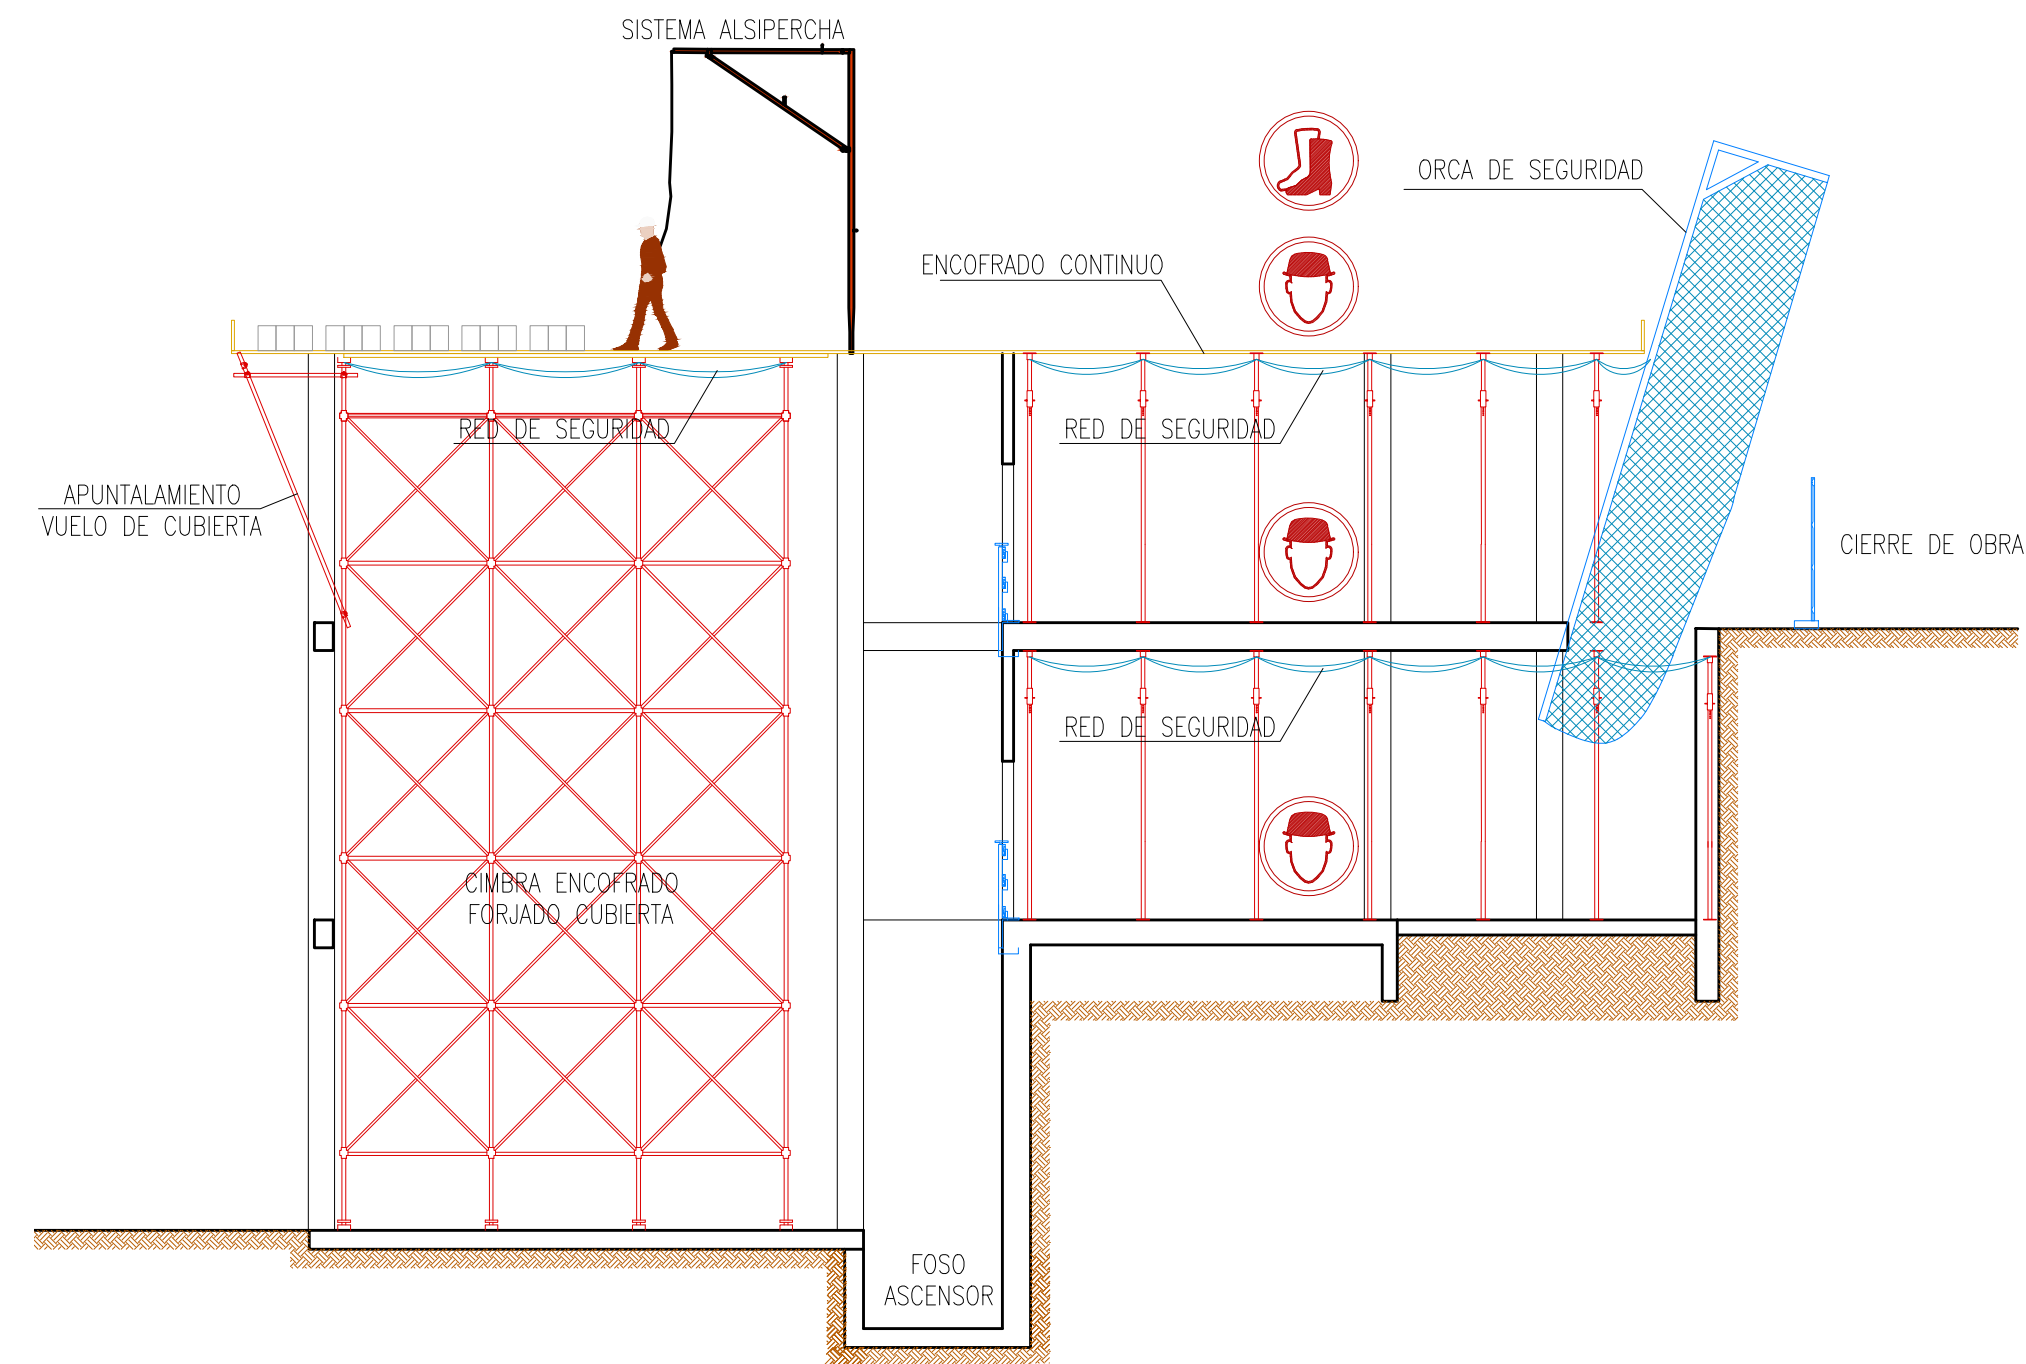 SISTEMA ALSIPERCHA
ORCA DE SEGURIDAD
ENCOFRADO CONTINUO
RED DE SEGURIDAD
RED DE SEGURIDAD
APUNTALAMIENTO
VUELO DE CUBIERTA
CIERRE DE OBRA
RED DE SEGURIDAD
CIMBRA ENCOFRADO
FORJADO CUBIERTA
FOSO
ASCENSOR